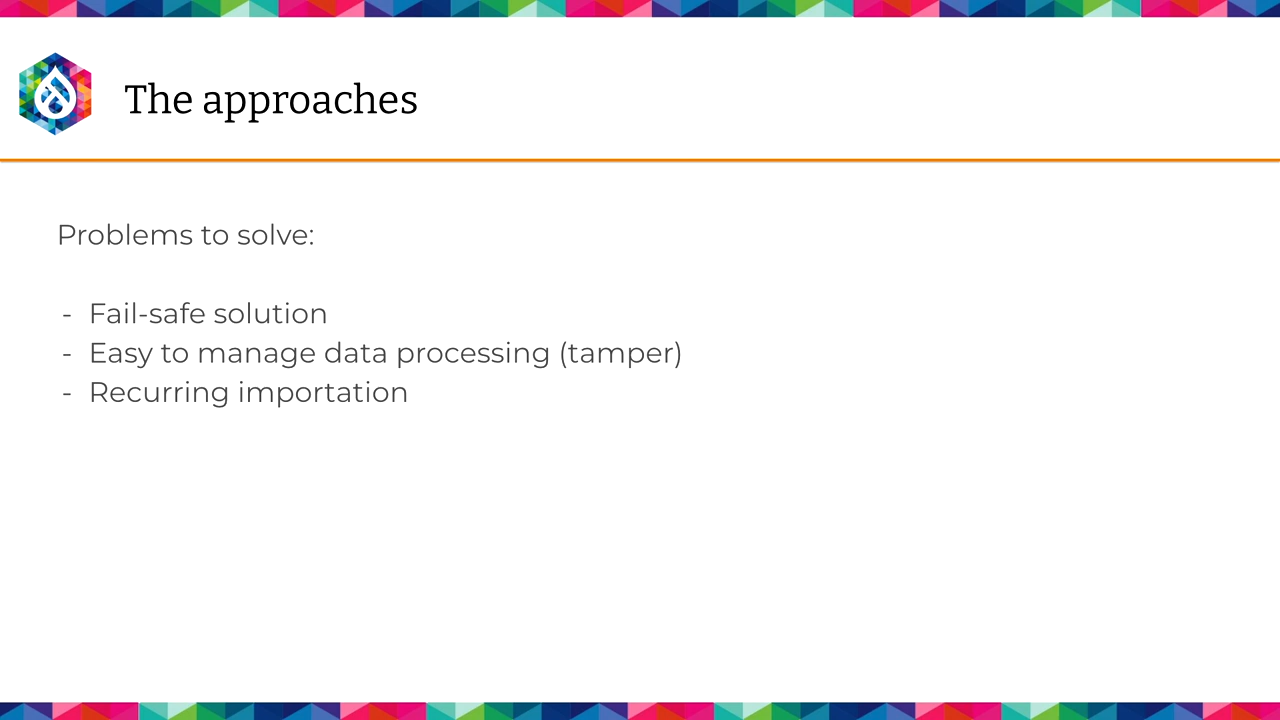 The approaches
Problems to solve:
- Fail-safe solution
- Easy to manage data processing (tamper)
- Recurring importation